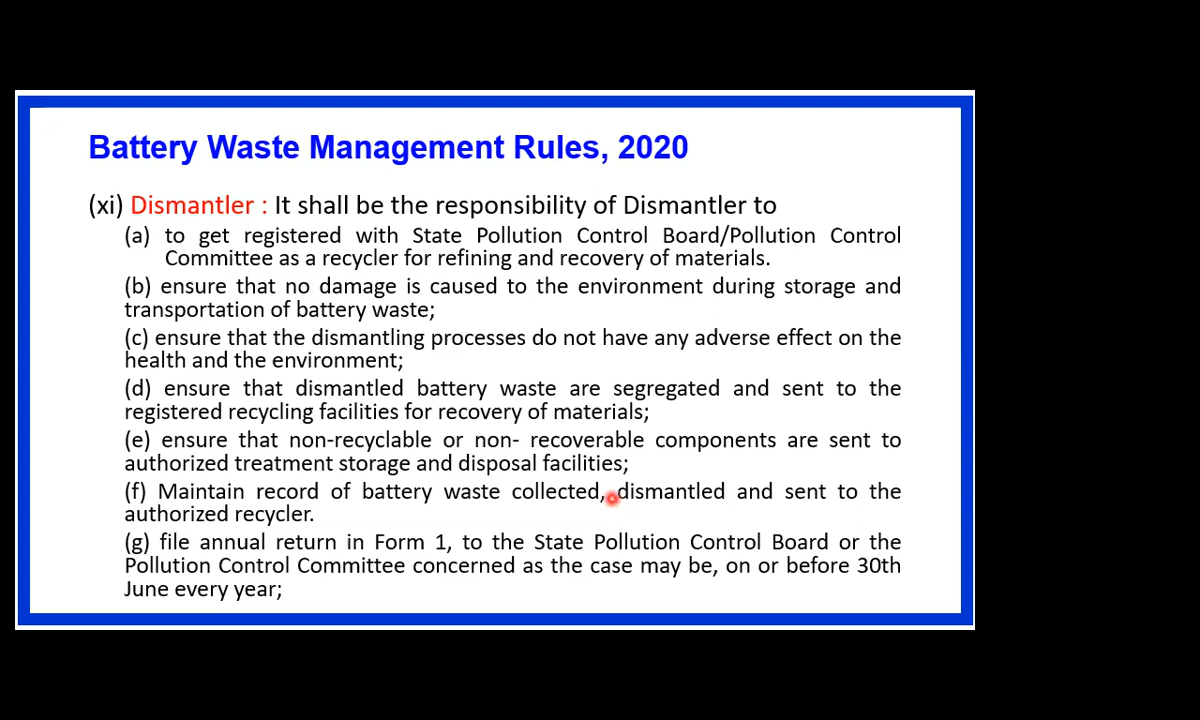 Battery Waste Management Rules, 2020
(xi) Dismantler : It shall be the responsibility of Dismantler to
(a) to get registered with State Pollution Control Board/Pollution Control
Committee as a recycler for refining and recovery of materials.
(b) ensure that no damage is caused to the environment during storage and
transportation of battery waste;
(c) ensure that the dismantling processes do not have any adverse effect on the
health and the environment;
(d) ensure that dismantled battery waste are segregated and sent to the
registered recycling facilities for recovery of materials;
(e) ensure that non-recyclable or non- recoverable components are sent to
authorized treatment storage and disposal facilities;
(f) Maintain record of battery waste collected, dismantled and sent to the
authorized recycler.
(g) file annual return in Form 1, to the State Pollution Control Board or the
Pollution Control Committee concerned as the case may be, on or before 30th
June every year;